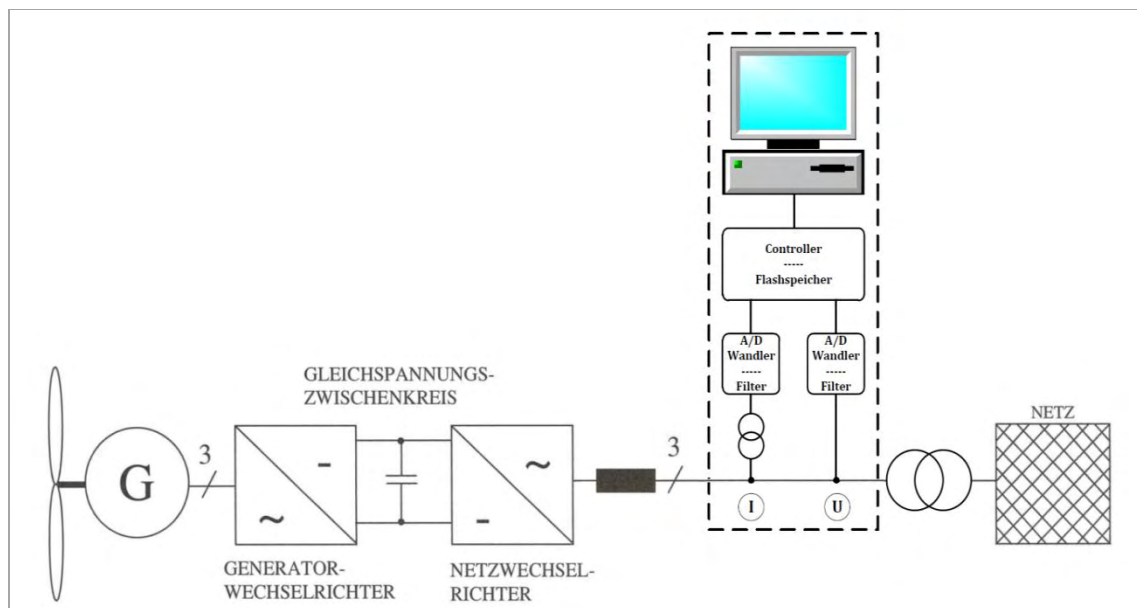 Controller
-----
Flashspeicher
A/D
Wandler
-----
Filter
A/D
Wandler
-----
Filter
GLEICHSPANNUNGS-
ZWISCHENKREIS
NETZ
G
3
-
~
~
-
3
I
U
GENERATOR-
WECHSELRICHTER
NETZWECHSEL-
RICHTER